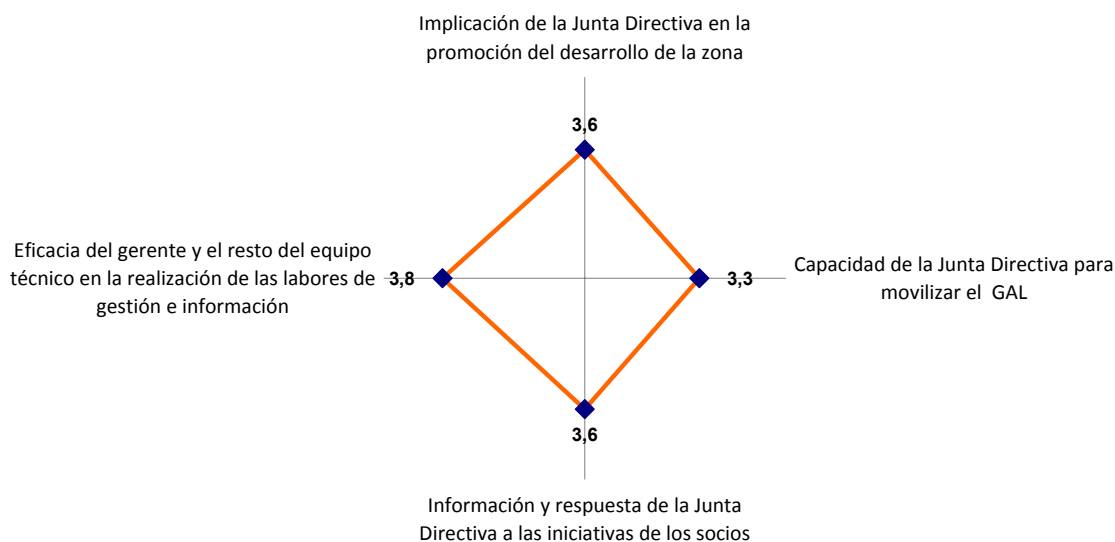 Implicación de la Junta Directiva en la
promoción del desarrollo de la zona
3,6
Eficacia del gerente y el resto del equipo
técnico en la realización de las labores de
gestión e información
3,8
3,3
Capacidad de la Junta Directiva para
movilizar el GAL
3,6
Información y respuesta de la Junta
Directiva a las iniciativas de los socios